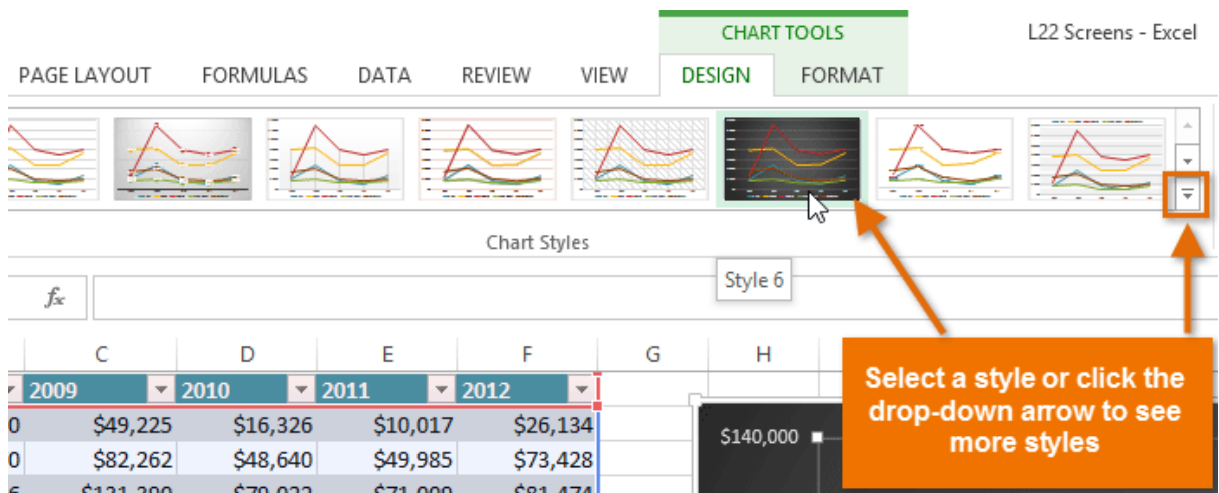 CHART TOOLS
L22 Screens - Excel
PAGE LAYOUT FORMULAS DATA REVIEW VIEW DESIGN FORMAT
Chart Styles
Style 6
fx
C D E F G H
2009 2010 2011 2012
0 $49,225 $16,326 $10,017 $26,134
0 $82,262 $48,640 $49,985 $73,428
$140,000
Select a style or click the
drop-down arrow to see
more styles